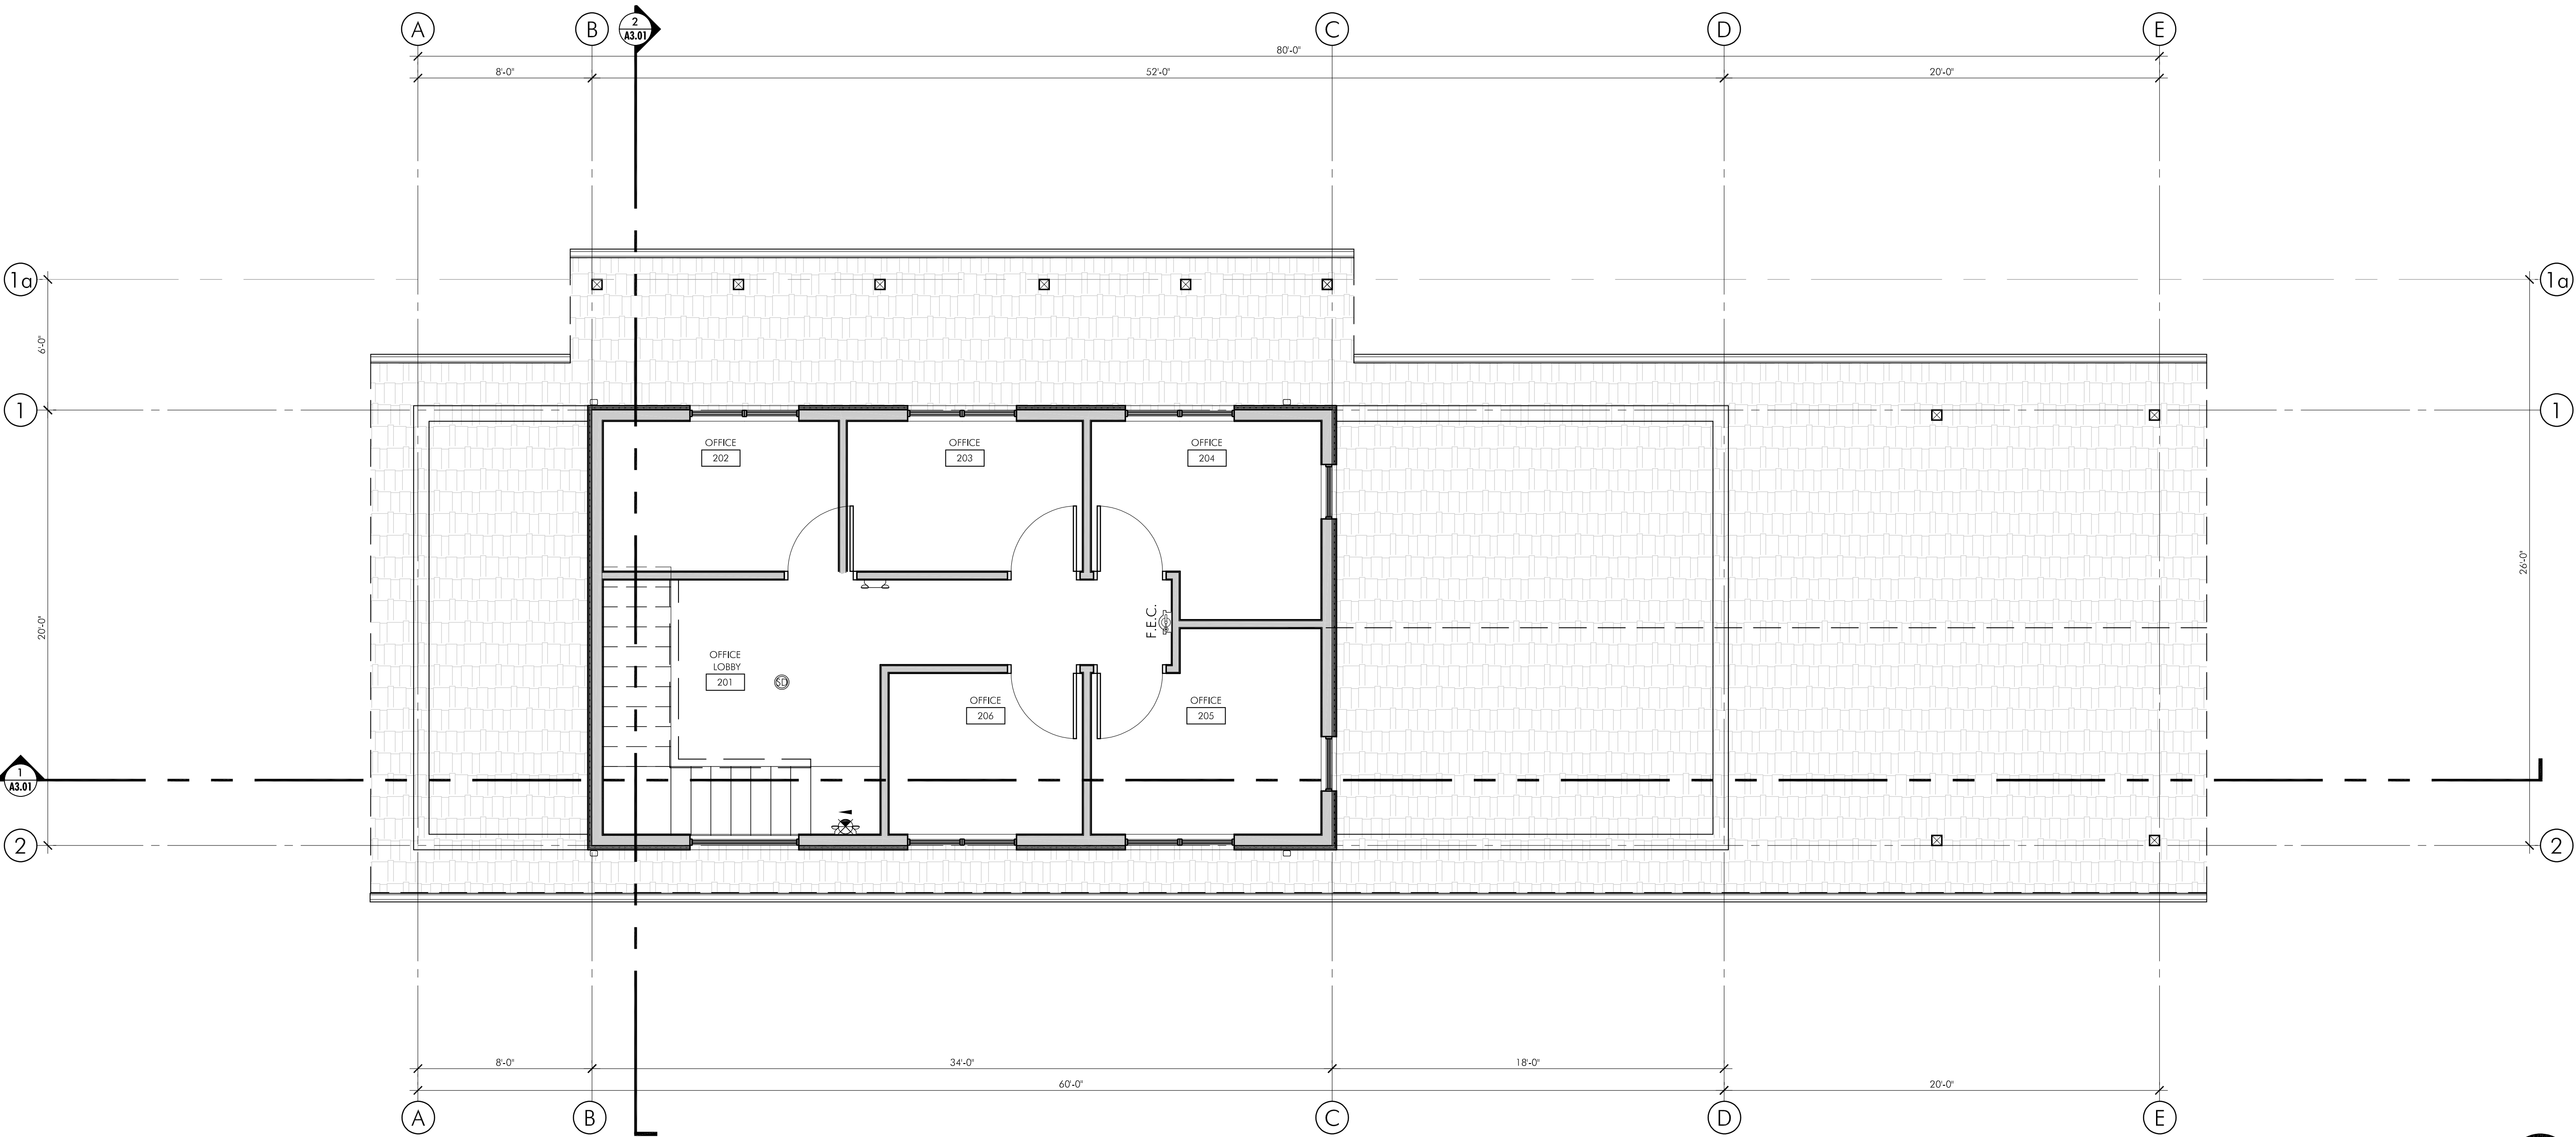 A
B
2
A3.01
C
D
E
80'-0"
8'-0"
52'-0"
20'-0"
1a
1a
6'-0"
1
1
OFFICE
202
OFFICE
203
OFFICE
204
26'-0"
20'-0"
F.E.C.
OFFICE
LOBBY
201
SD
OFFICE
206
OFFICE
205
1
A3.01
2
2
8'-0"
34'-0"
18'-0"
60'-0"
20'-0"
A
B
C
D
E